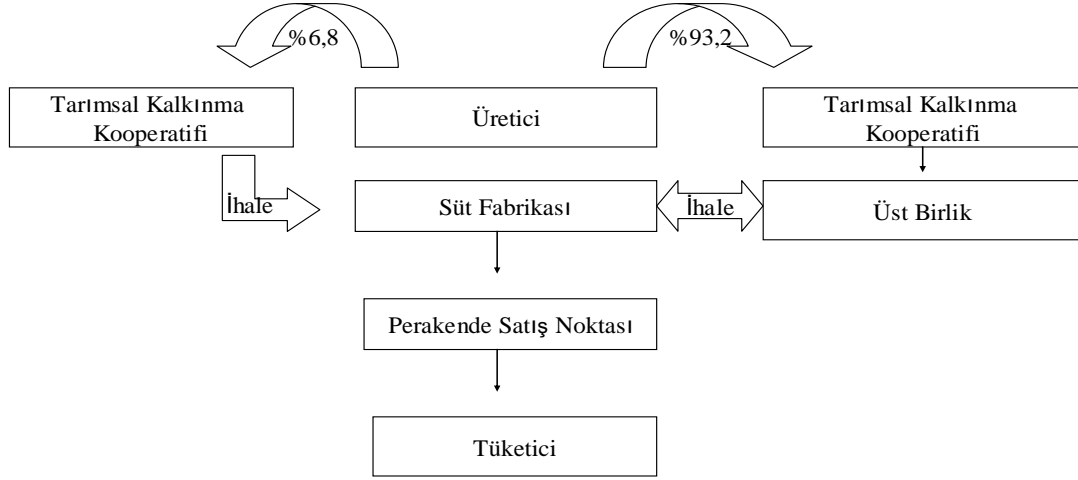 %6,8
%93,2
Tarımsal Kalkınma
Kooperatifi
Üretici
Tarımsal Kalkınma
Kooperatifi
İhale
Süt Fabrikası
İhale
Üst Birlik
Perakende Satış Noktası
Tüketici